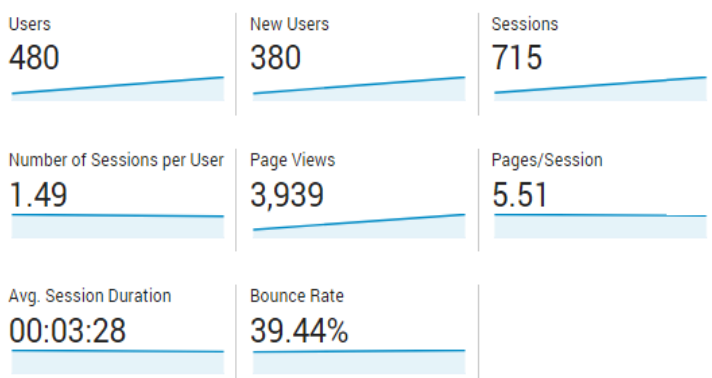 Users
480
New Users
380
Sessions
715
Number of Sessions per User
1.49
Page Views
3,939
Pages/Session
5.51
Avg. Session Duration
00:03:28
Bounce Rate
39.44%